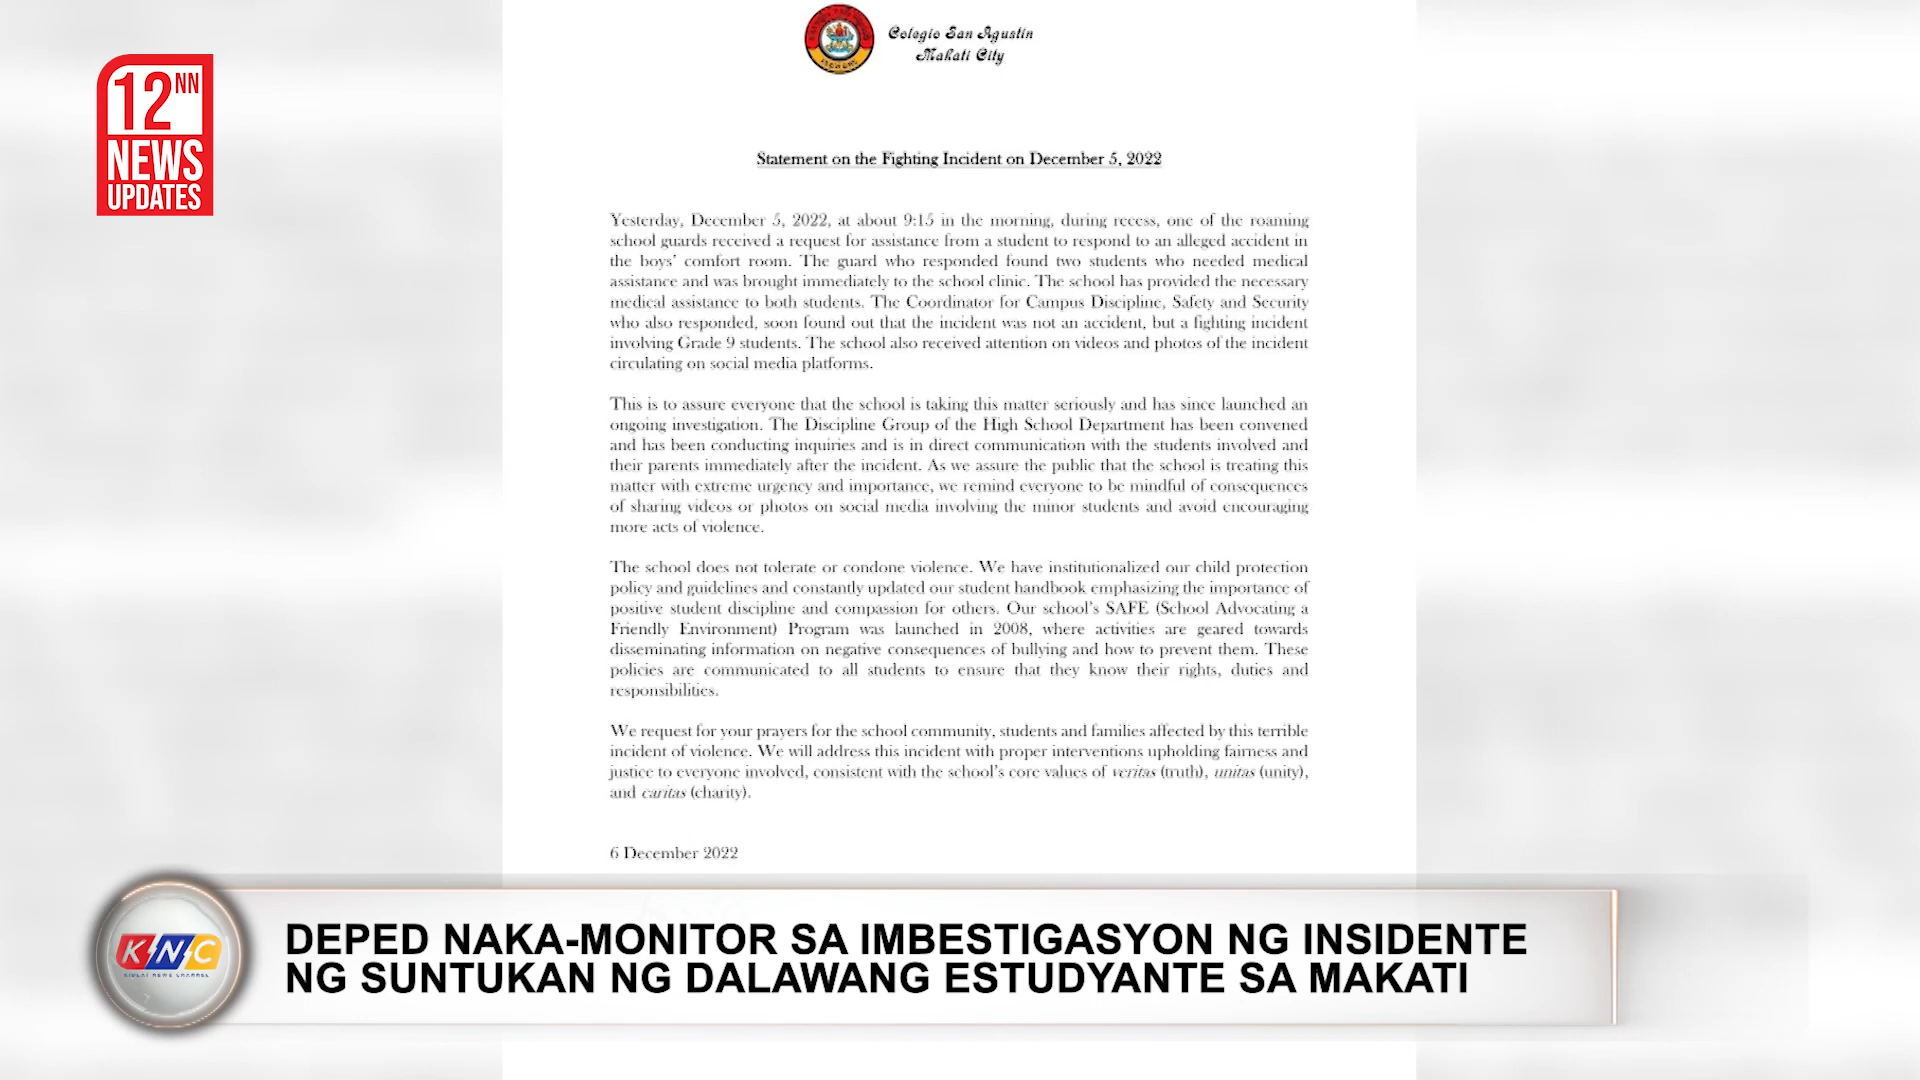 Colegio San Agustin
Makati City
12NN
NEWS
UPDATES
Statement on the Fighting Incident on December 5, 2022
Yesterday, December 5, 2022, at about 9:15 in the morning, during recess, one of the roaming
school guards received a request for assistance from a student to respond to an alleged accident in
the boys’ comfort room. The guard who responded found two students who needed medical
assistance and was brought immediately to the school clinic. The school has provided the necessary
medical assistance to both students. The Coordinator for Campus Discipline, Safety and Security
who also responded, soon found out that the incident was not an accident, but a fighting incident
involving Grade 9 students. The school also received attention on videos and photos of the incident
circulating on social media platforms.
This is to assure everyone that the school is taking this matter seriously and has since launched an
ongoing investigation. The Discipline Group of the High School Department has been convened
and has been conducting inquiries and is in direct communication with the students involved and
their parents immediately after the incident. As we assure the public that the school is treating this
matter with extreme urgency and importance, we remind everyone to be mindful of consequences
of sharing videos or photos on social media involving the minor students and avoid encouraging
more acts of violence.
The school does not tolerate or condone violence. We have institutionalized our child protection
policy and guidelines and constantly updated our student handbook emphasizing the importance of
positive student discipline and compassion for others. Our school’s SAFE (School Advocating a
Friendly Environment) Program was launched in 2008, where activities are geared towards
disseminating information on negative consequences of bullying and how to prevent them. These
policies are communicated to all students to ensure that they know their rights, duties and
responsibilities.
We request for your prayers for the school community, students and families affected by this terrible
incident of violence. We will address this incident with proper interventions upholding fairness and
justice to everyone involved, consistent with the school’s core values of veritas (truth), unitas (unity),
and caritas (charity).
6 December 2022
KNC
DEPED NAKA-MONITOR SA IMBESTIGASYON NG INSIDENTE
NG SUNTUKAN NG DALAWANG ESTUDYANTE SA MAKATI